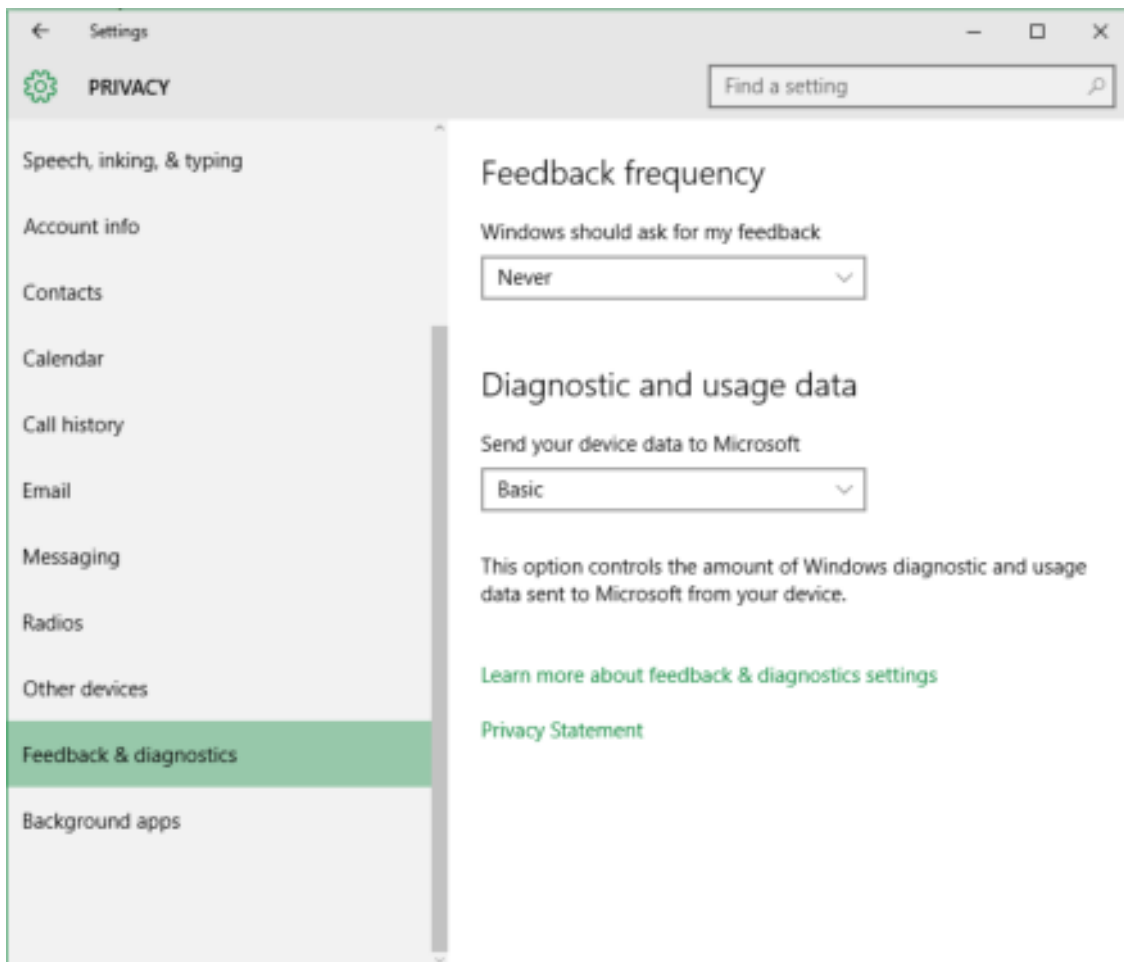 Settings
PRIVACY
Find a setting
Speech, inking, & typing
Account info
Contacts
Calendar
Call history
Email
Messaging
Radios
Other devices
Feedback & diagnostics
Background apps
Feedback frequency
Windows should ask for my feedback
Never
Diagnostic and usage data
Send your device data to Microsoft
Basic
This option controls the amount of Windows diagnostic and usage
data sent to Microsoft from your device.
Learn more about feedback & diagnostics settings
Privacy Statement